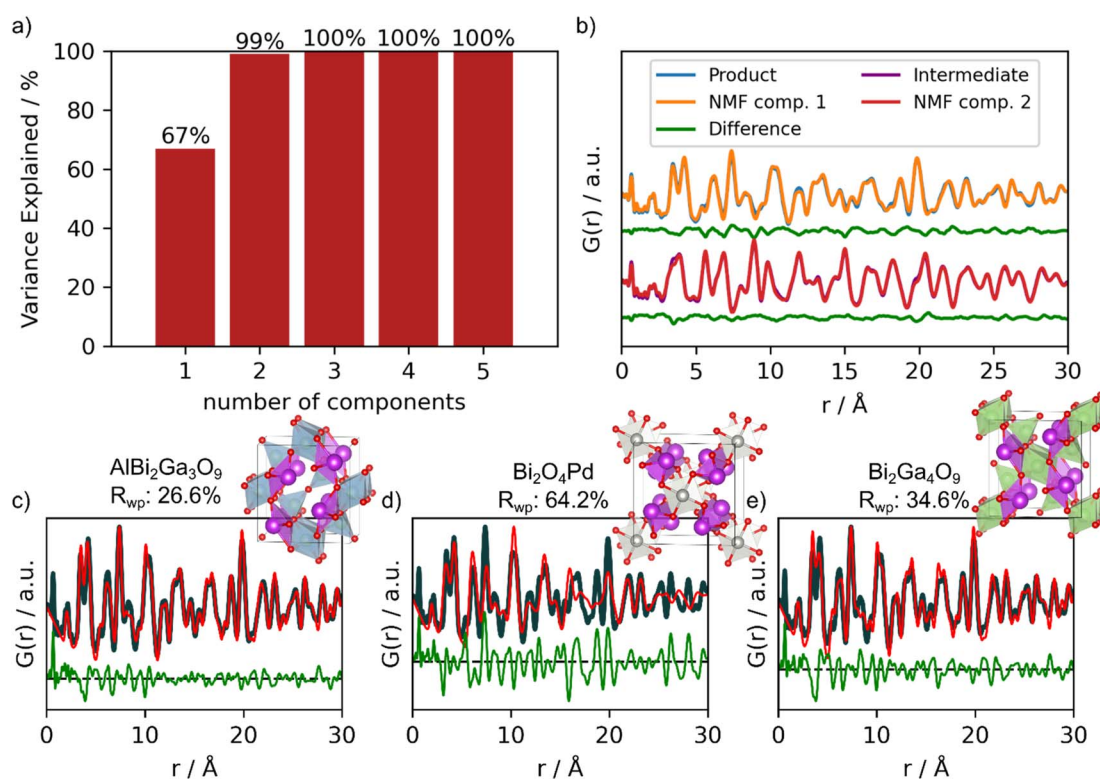 a)
100%
100%
100%
99%
67%
100
80
60
40
20
0
Variance Explained / %
1
2
3
4
5
number of components
b)
Product
Intermediate
NMF comp. 1
NMF comp. 2
Difference
G(r) / a.u.
0
5
10
15
20
25
30
r / Å
c)
AlBi₂Ga₃O₉
R_wp: 26.6%
G(r) / a.u.
0
10
20
30
r / Å
d)
Bi₂O₄Pd
R_wp: 64.2%
G(r) / a.u.
0
10
20
30
r / Å
e)
Bi₂Ga₄O₉
R_wp: 34.6%
G(r) / a.u.
0
10
20
30
r / Å